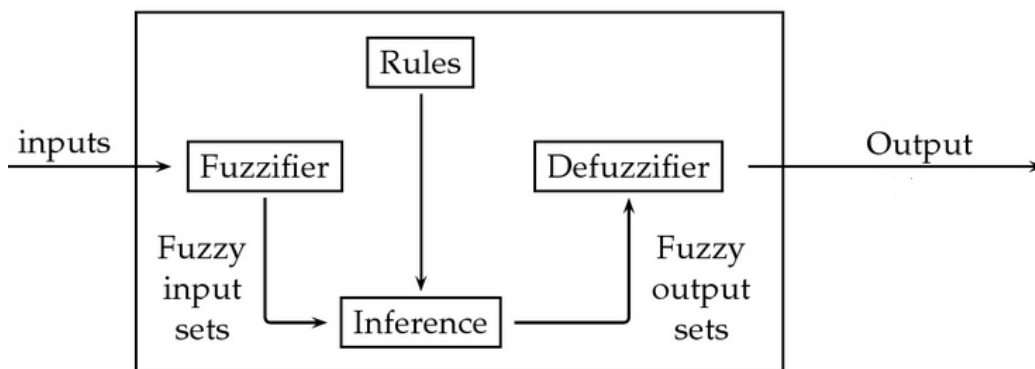 Rules
inputs
Fuzzifier
Defuzzifier
Output
Fuzzy
input
sets
Inference
Fuzzy
output
sets